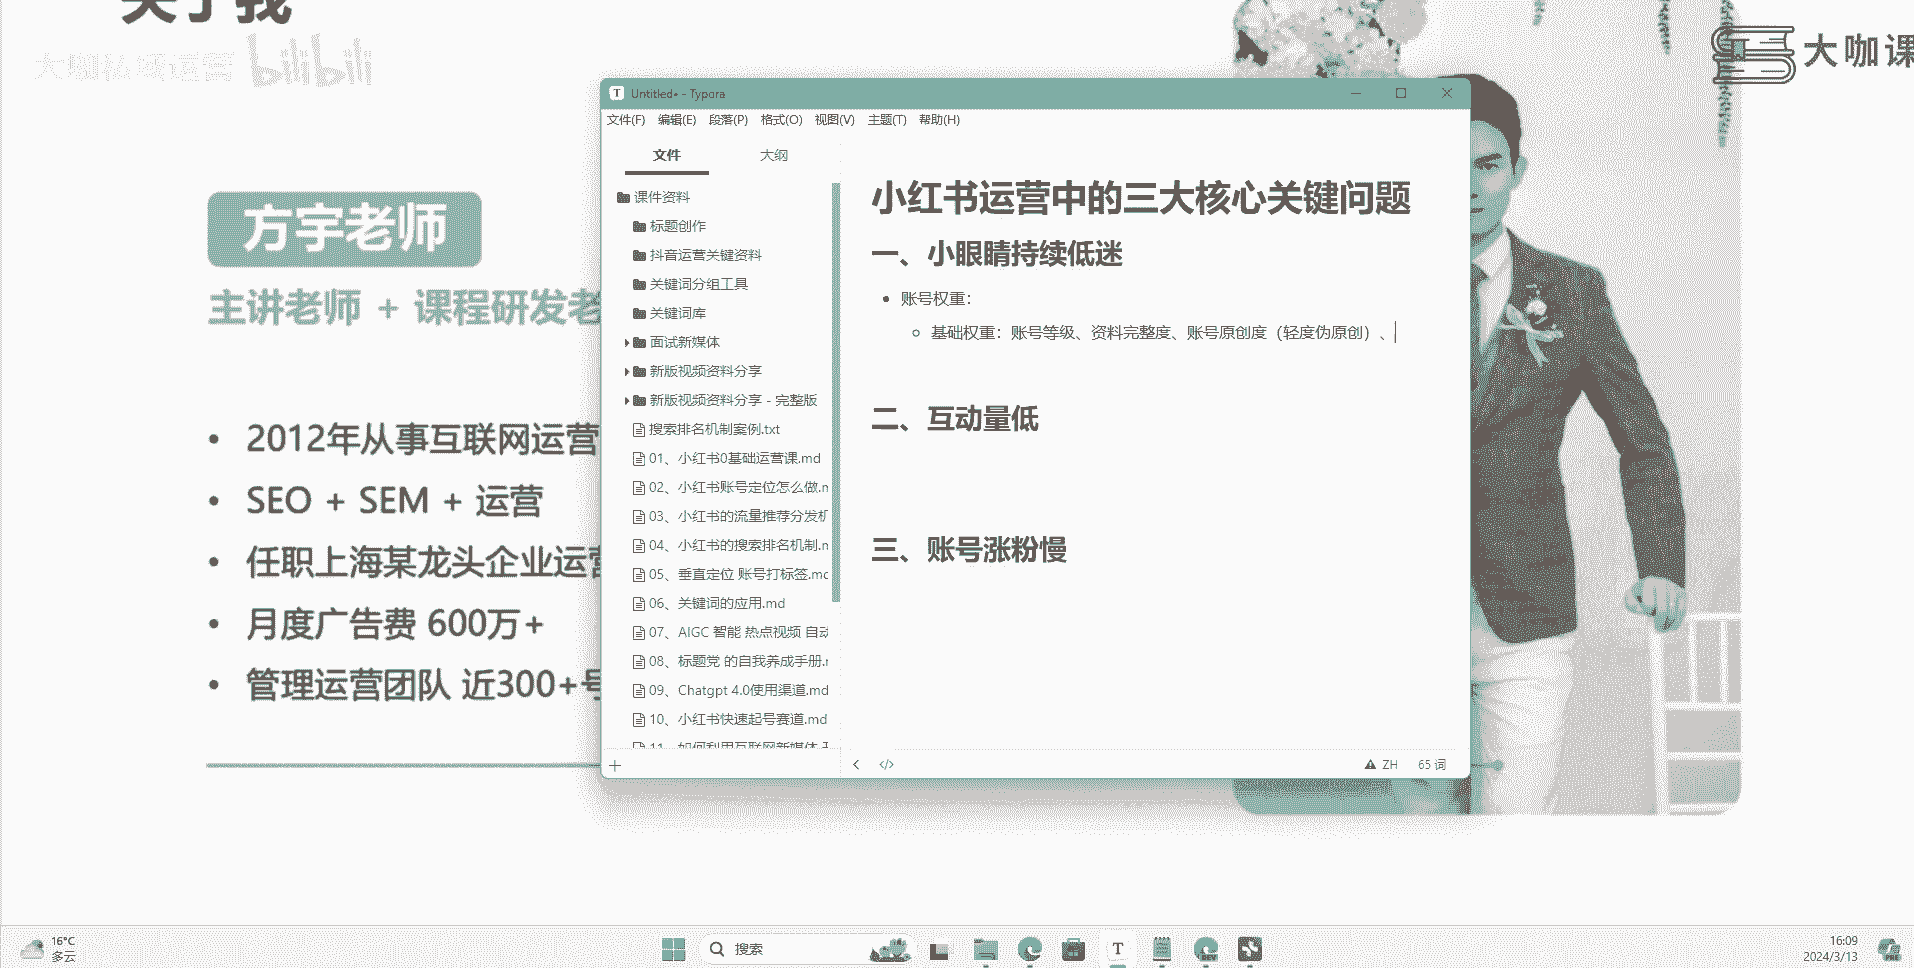 关于我
大咖私域运营 bilibili
大咖课
方宇老师
主讲老师 + 课程研发老
2012年从事互联网运营
SEO + SEM + 运营
任职上海某龙头企业运营
月度广告费 600万+
管理运营团队 近300+号
Untitled• - Typora
文件(F) 编辑(E) 段落(P) 格式(O) 视图(V) 主题(T) 帮助(H)
文件 大纲
课件资料
标题创作
抖音运营关键资料
关键词分组工具
关键词库
面试新媒体
新版视频资料分享
新版视频资料分享 - 完整版
搜索排名机制案例.txt
01、小红书0基础运营课.md
02、小红书账号定位怎么做.m
03、小红书的流量推荐分发机
04、小红书的搜索排名机制.m
05、垂直定位 账号打标签.md
06、关键词的应用.md
07、AIGC 智能 热点视频 自动
08、标题党 的自我养成手册.m
09、Chatgpt 4.0使用渠道.md
10、小红书快速起号赛道.md
11、如何利用互联网新媒体
小红书运营中的三大核心关键问题
一、小眼睛持续低迷
• 账号权重：
基础权重：账号等级、资料完整度、账号原创度（轻度伪原创）、
二、互动量低
三、账号涨粉慢
ZH 65 词
16°C
多云
搜索
16:09
2024/3/13